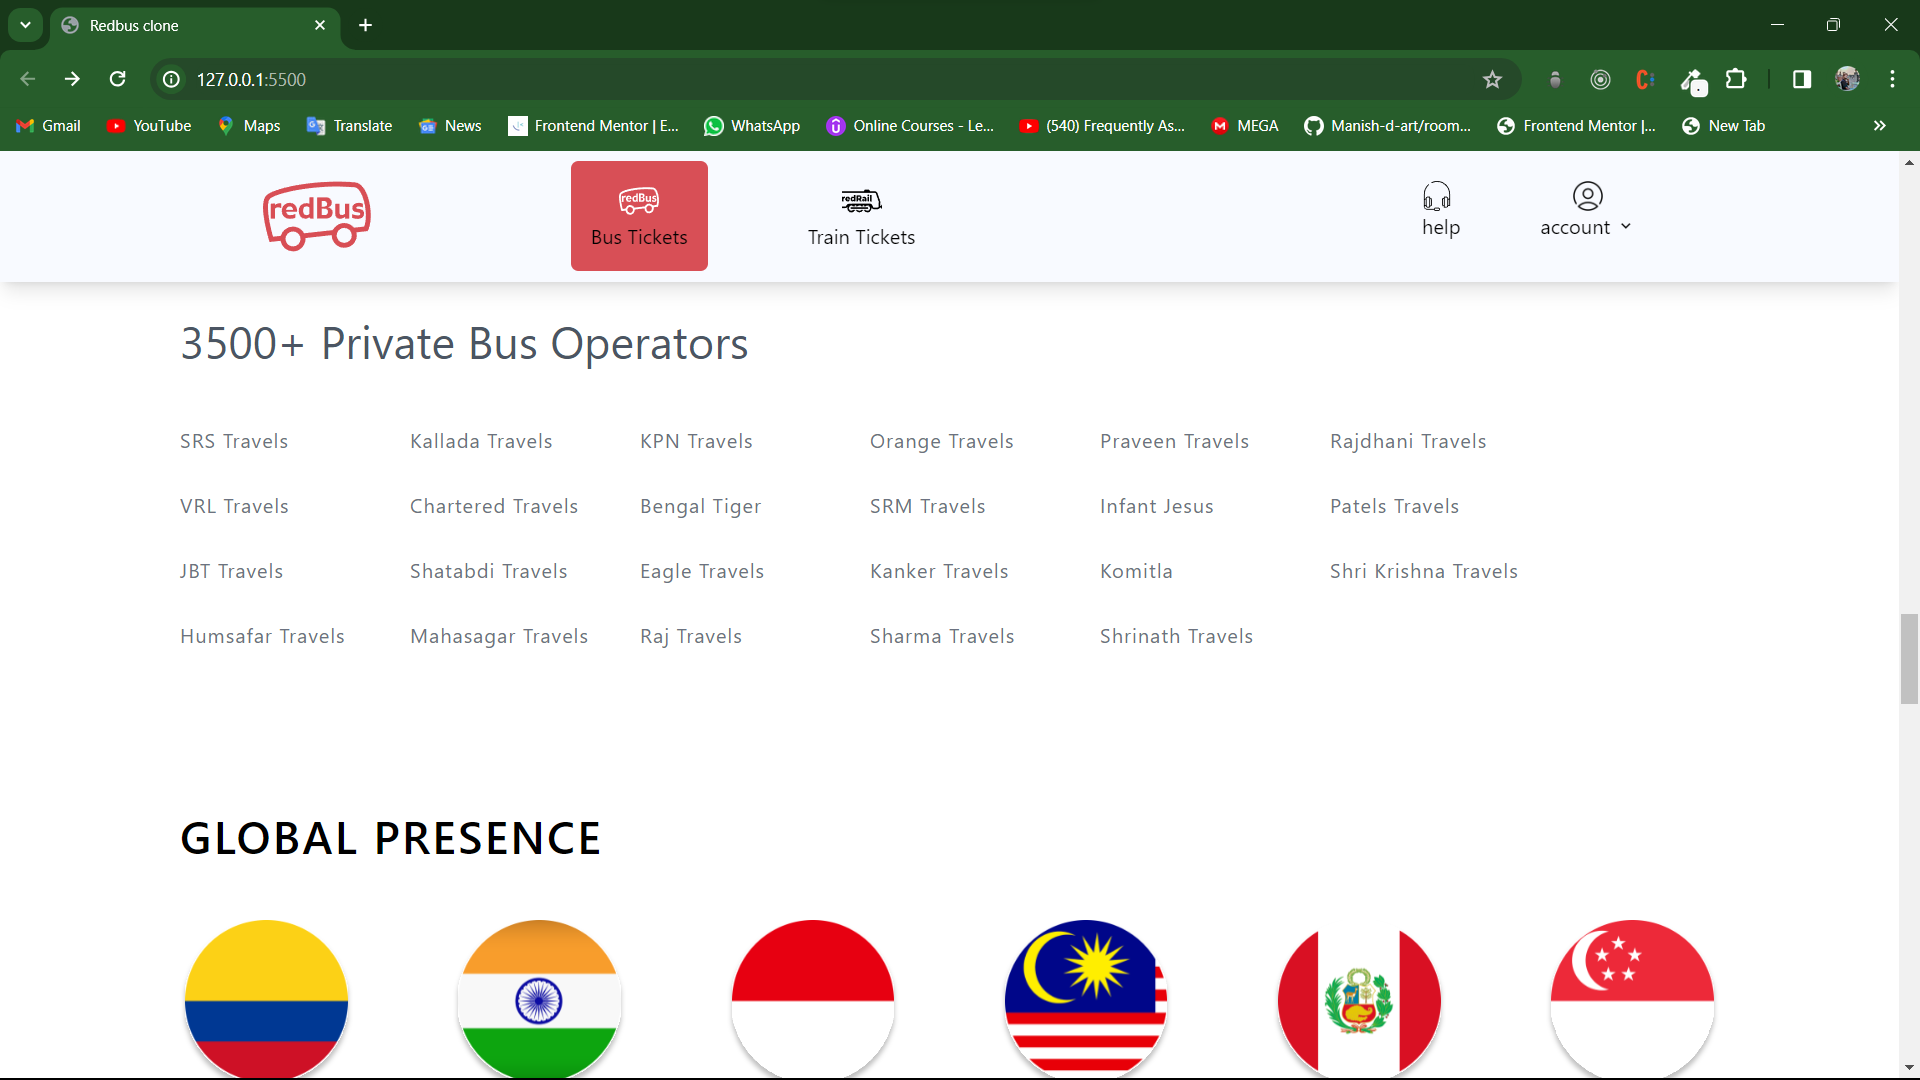 Redbus clone
127.0.0.1:5500
Gmail YouTube Maps Translate News Frontend Mentor | E... WhatsApp Online Courses - Le... (540) Frequently As... MEGA Manish-d-art/room... Frontend Mentor |... New Tab
redBus
redBus
Bus Tickets
redRail
Train Tickets
help
account
3500+ Private Bus Operators
SRS Travels Kallada Travels KPN Travels Orange Travels Praveen Travels Rajdhani Travels
VRL Travels Chartered Travels Bengal Tiger SRM Travels Infant Jesus Patels Travels
JBT Travels Shatabdi Travels Eagle Travels Kanker Travels Komitla Shri Krishna Travels
Humsafar Travels Mahasagar Travels Raj Travels Sharma Travels Shrinath Travels
GLOBAL PRESENCE